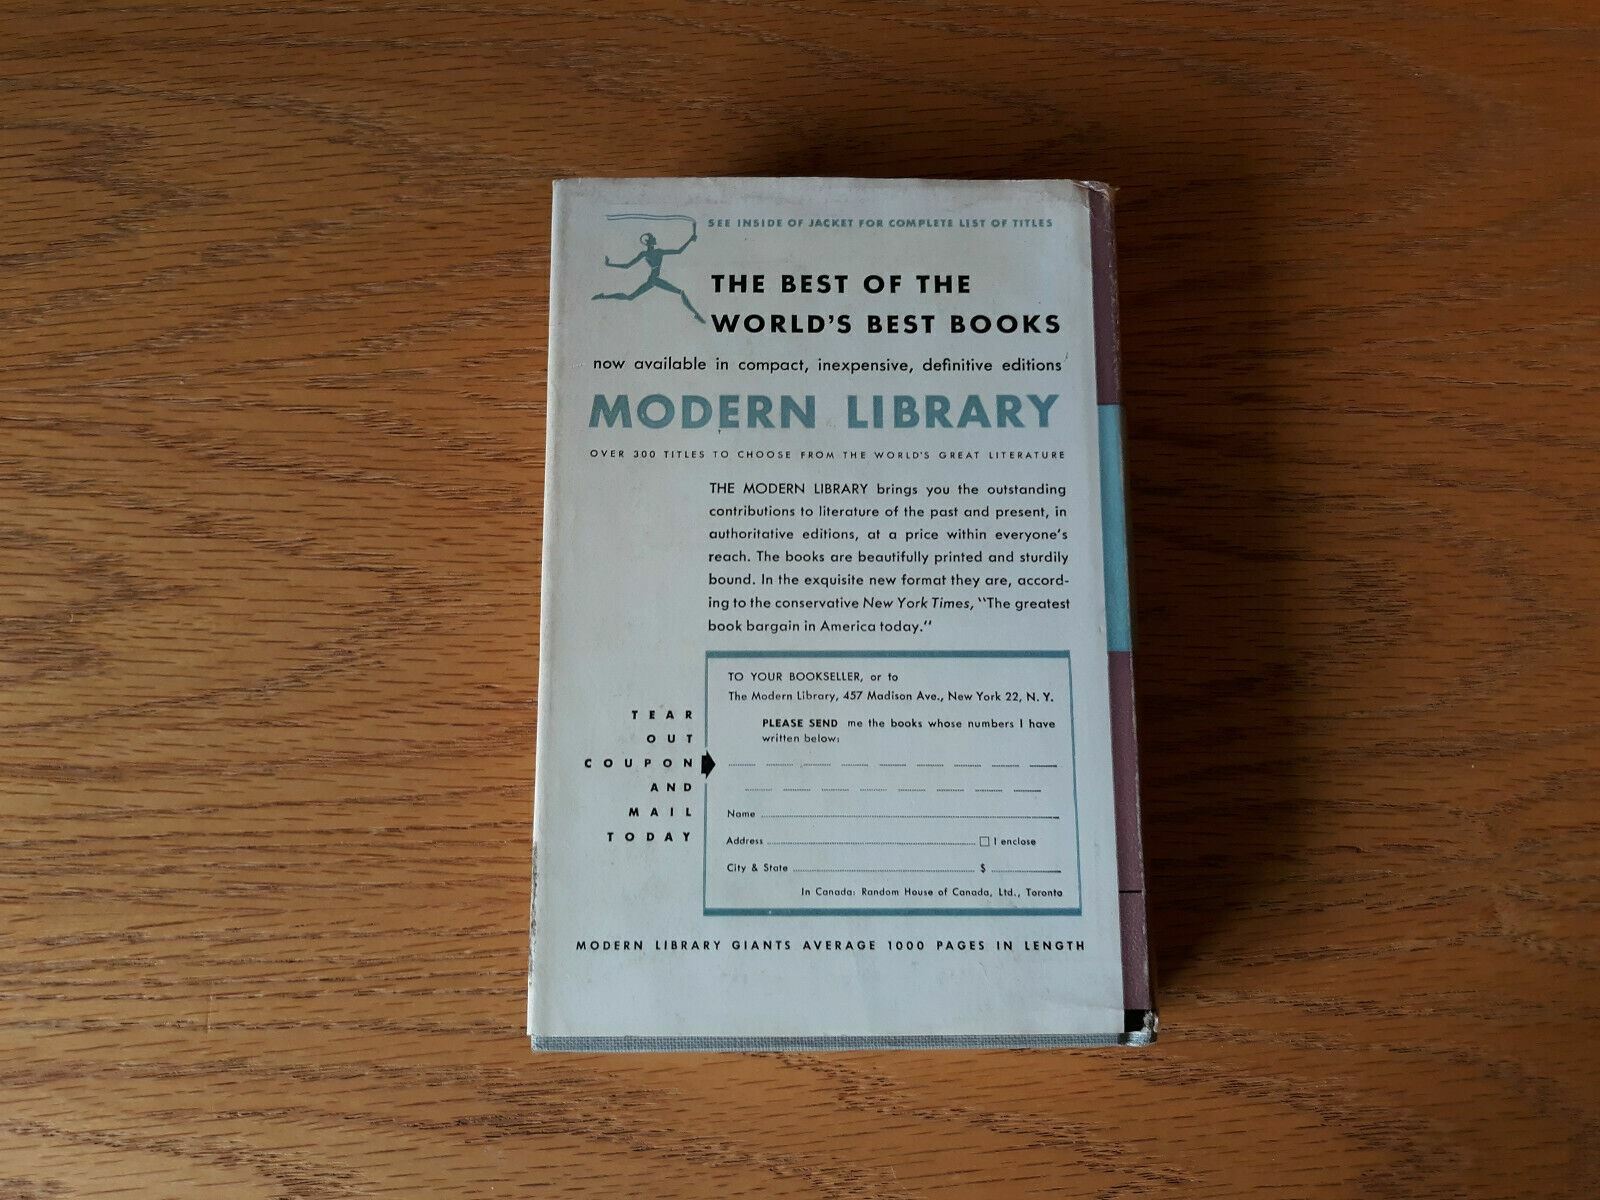 SEE INSIDE OF JACKET FOR COMPLETE LIST OF TITLES
THE BEST OF THE
WORLD'S BEST BOOKS
now available in compact, inexpensive, definitive editions
MODERN LIBRARY
OVER 300 TITLES TO CHOOSE FROM THE WORLD'S GREAT LITERATURE
THE MODERN LIBRARY brings you the outstanding
contributions to literature of the past and present, in
authoritative editions, at a price within everyone's
reach. The books are beautifully printed and sturdily
bound. In the exquisite new format they are, accord-
ing to the conservative New York Times, "The greatest
book bargain in America today."
TEAR
OUT
COUPON
AND
MAIL
TODAY
TO YOUR BOOKSELLER, or to
The Modern Library, 457 Madison Ave., New York 22, N. Y.
PLEASE SEND me the books whose numbers I have
written below:
Name
Address I enclose
City & State $
In Canada: Random House of Canada, Ltd., Toronto
MODERN LIBRARY GIANTS AVERAGE 1000 PAGES IN LENGTH